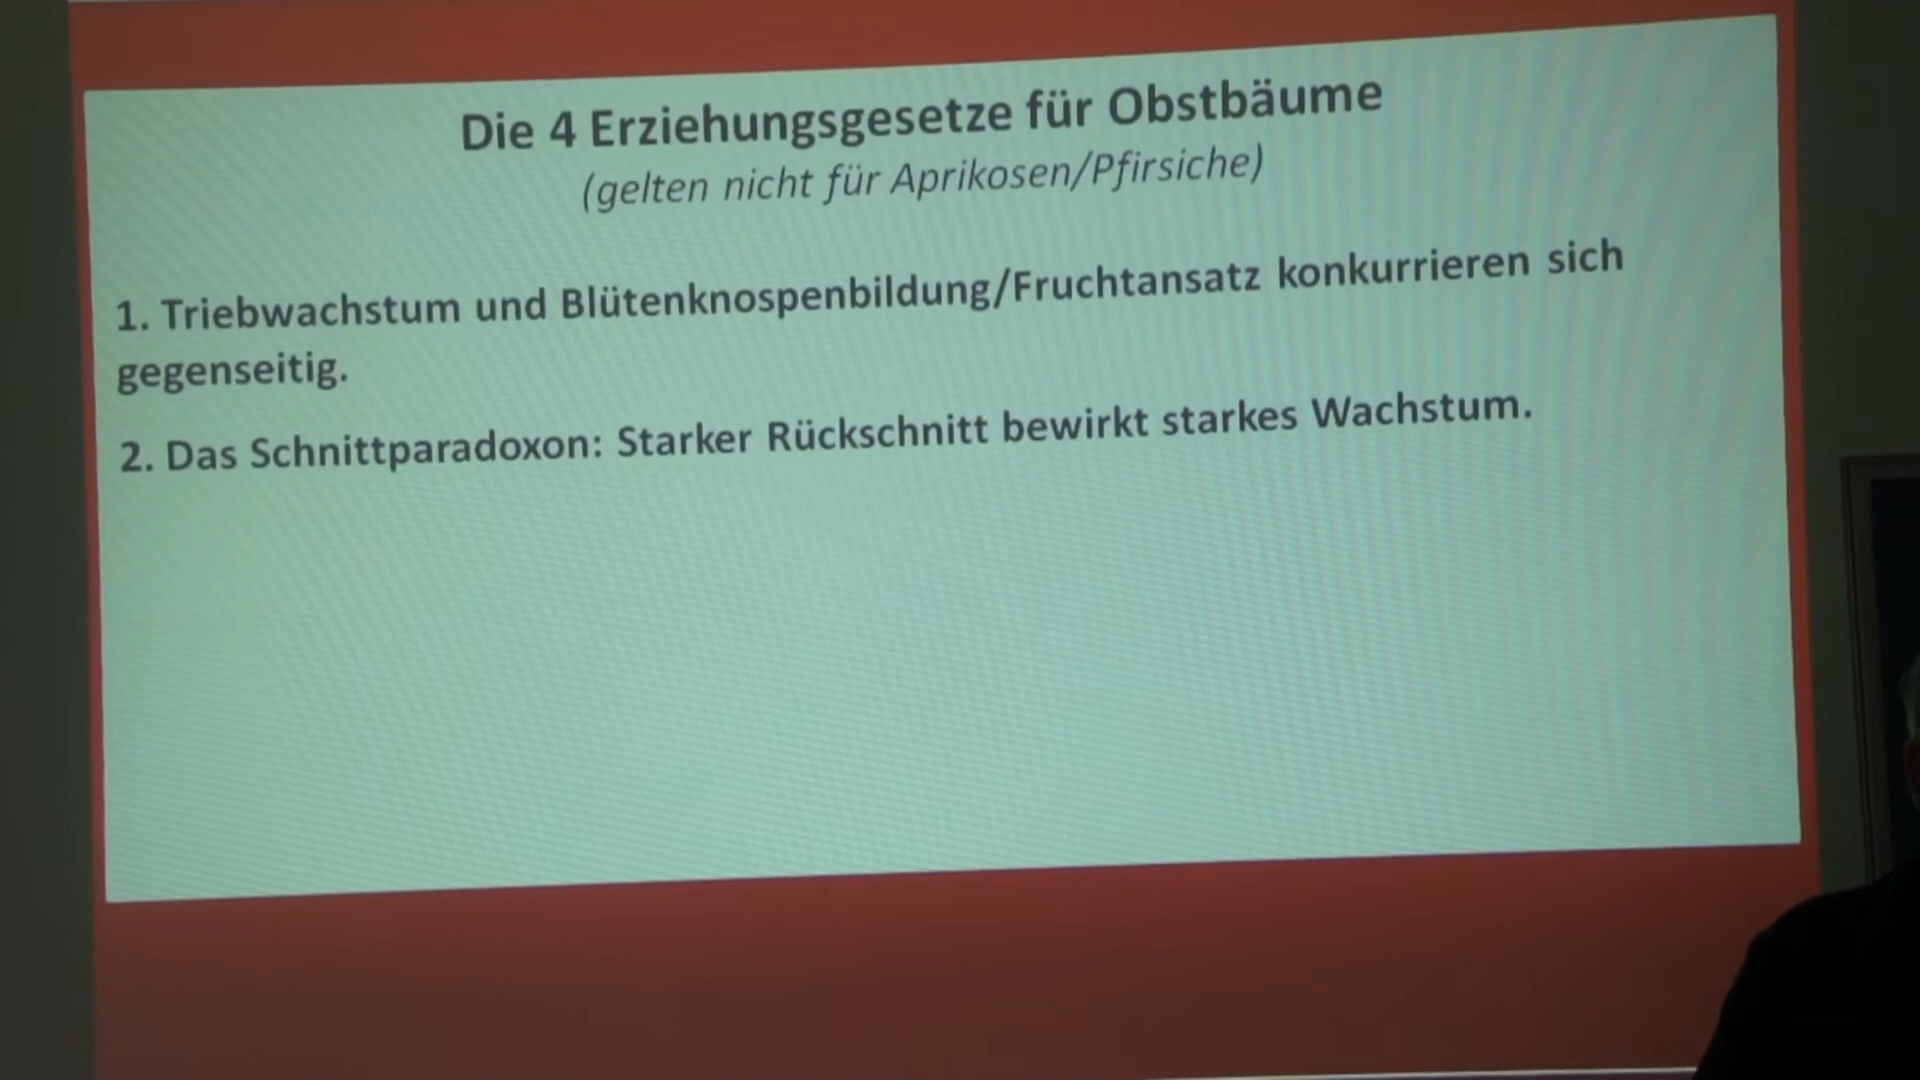 Die 4 Erziehungsgesetze für Obstbäume
(gelten nicht für Aprikosen/Pfirsiche)
1. Triebwachstum und Blütenknospenbildung/Fruchtansatz konkurrieren sich
gegenseitig.
2. Das Schnittparadoxon: Starker Rückschnitt bewirkt starkes Wachstum.